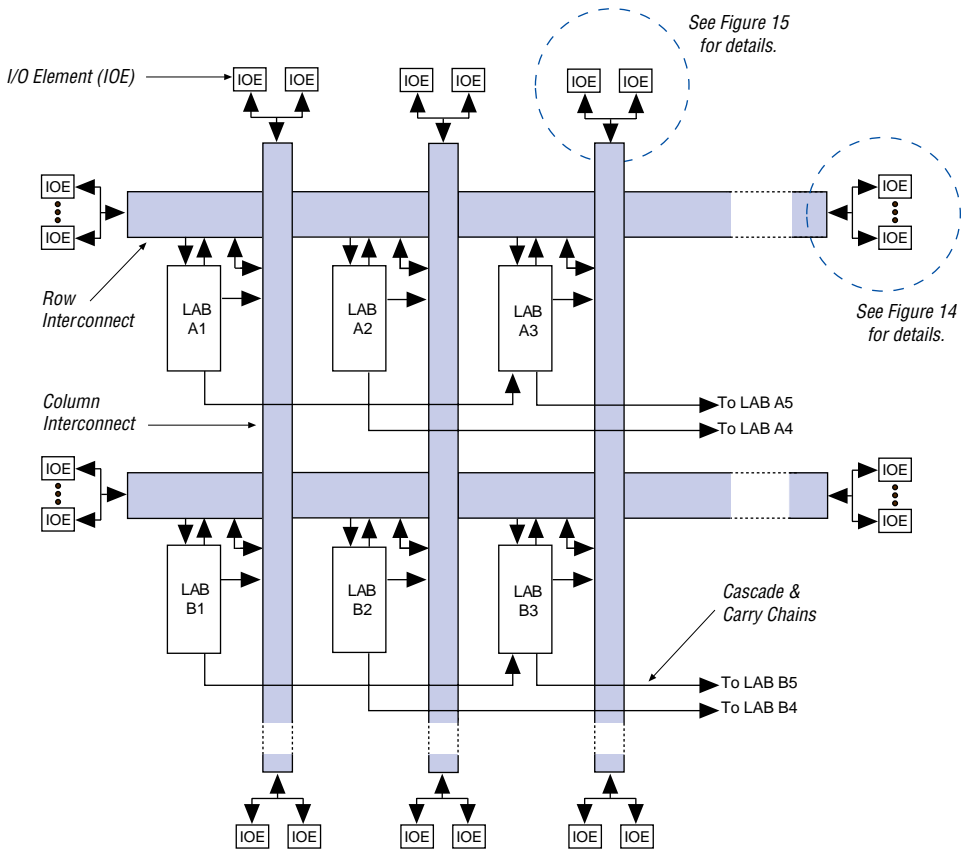 See Figure 15
for details.
I/O Element (IOE)
IOE IOE IOE IOE IOE IOE
IOE IOE
IOE IOE
Row
Interconnect
LAB
A1
LAB
A2
LAB
A3
See Figure 14
for details.
Column
Interconnect
To LAB A5
To LAB A4
IOE IOE
IOE IOE
LAB
B1
LAB
B2
LAB
B3
Cascade &
Carry Chains
To LAB B5
To LAB B4
IOE IOE IOE IOE IOE IOE